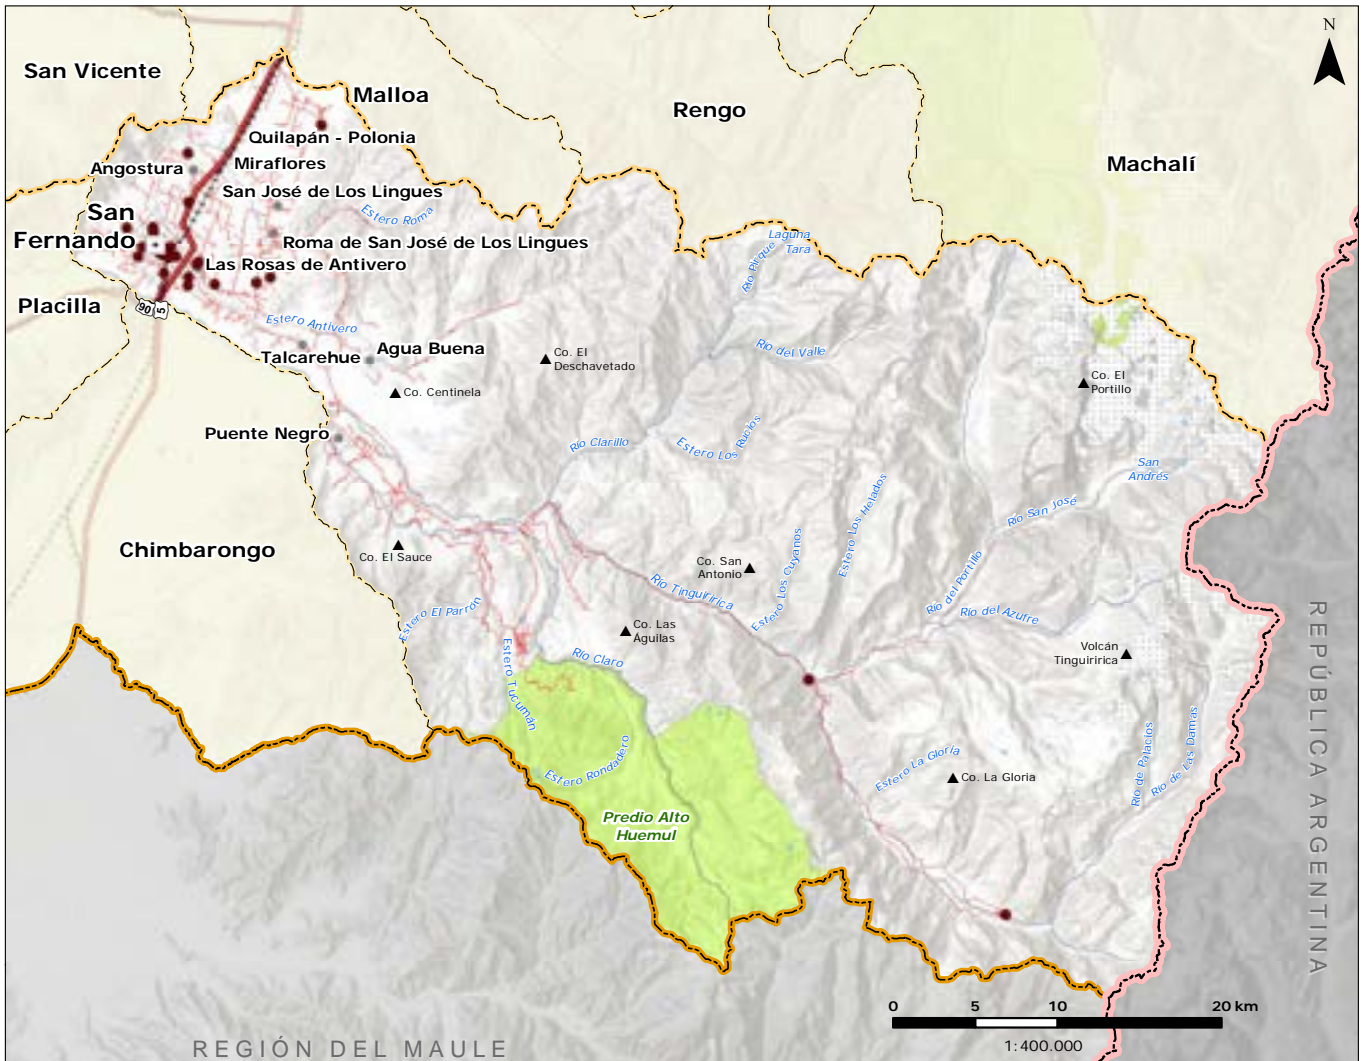 N
San Vicente
Malloa
Rengo
Machalí
Quilapán - Polonia
Angostura
Miraflores
San José de Los Lingues
San
Fernando
Estero Roma
Roma de San José de Los Lingues
Las Rosas de Antivero
Laguna
Tara
Río Pirque
Placilla
90
5
Estero Antivero
Talcarehue
Agua Buena
Río del Valle
Co. El
Deschavetado
Co. Centinela
Co. El
Portillo
Puente Negro
Río Clarillo
Estero Los Rucios
San
Andrés
Estero Los Helados
Río San José
Chimbarongo
Co. El Sauce
Co. San
Antonio
Estero Los Cuyanos
Río Tinguiririca
Río del Portillo
Río del Azufre
Estero El Parrón
Co. Las
Águilas
Río Claro
Volcán
Tinguiririca
Estero Tucumán
REPÚBLICA ARGENTINA
Estero Rondadero
Estero La Gloria
Co. La Gloria
Río de Palacios
Río de Las Damas
Predio Alto
Huemul
0 5 10 20 km
1:400.000
REGIÓN DEL MAULE